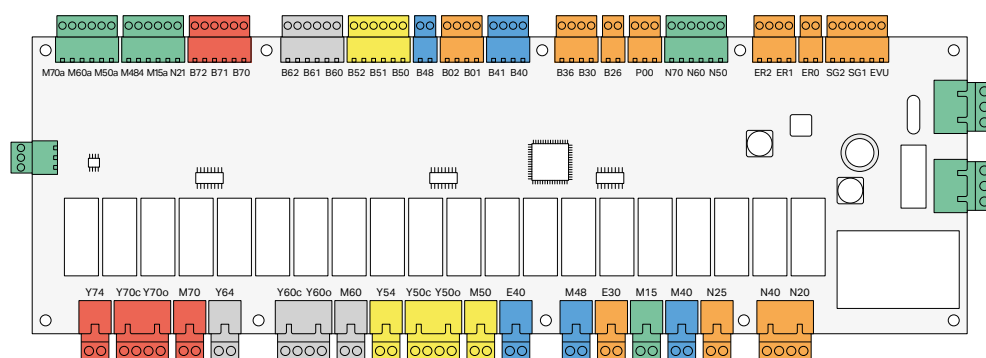 M70a M60a M50a M484 M15a N21 B72 B71 B70 B62 B61 B60 B52 B51 B50 B48 B02 B01 B41 B40 B36 B30 B26 P00 N70 N60 N50 ER2 ER1 ER0 SG2 SG1 EVU
Y74 Y70c Y70o M70 Y64 Y60c Y60o M60 Y54 Y50c Y50o M50 E40 M48 E30 M15 M40 N25 N40 N20